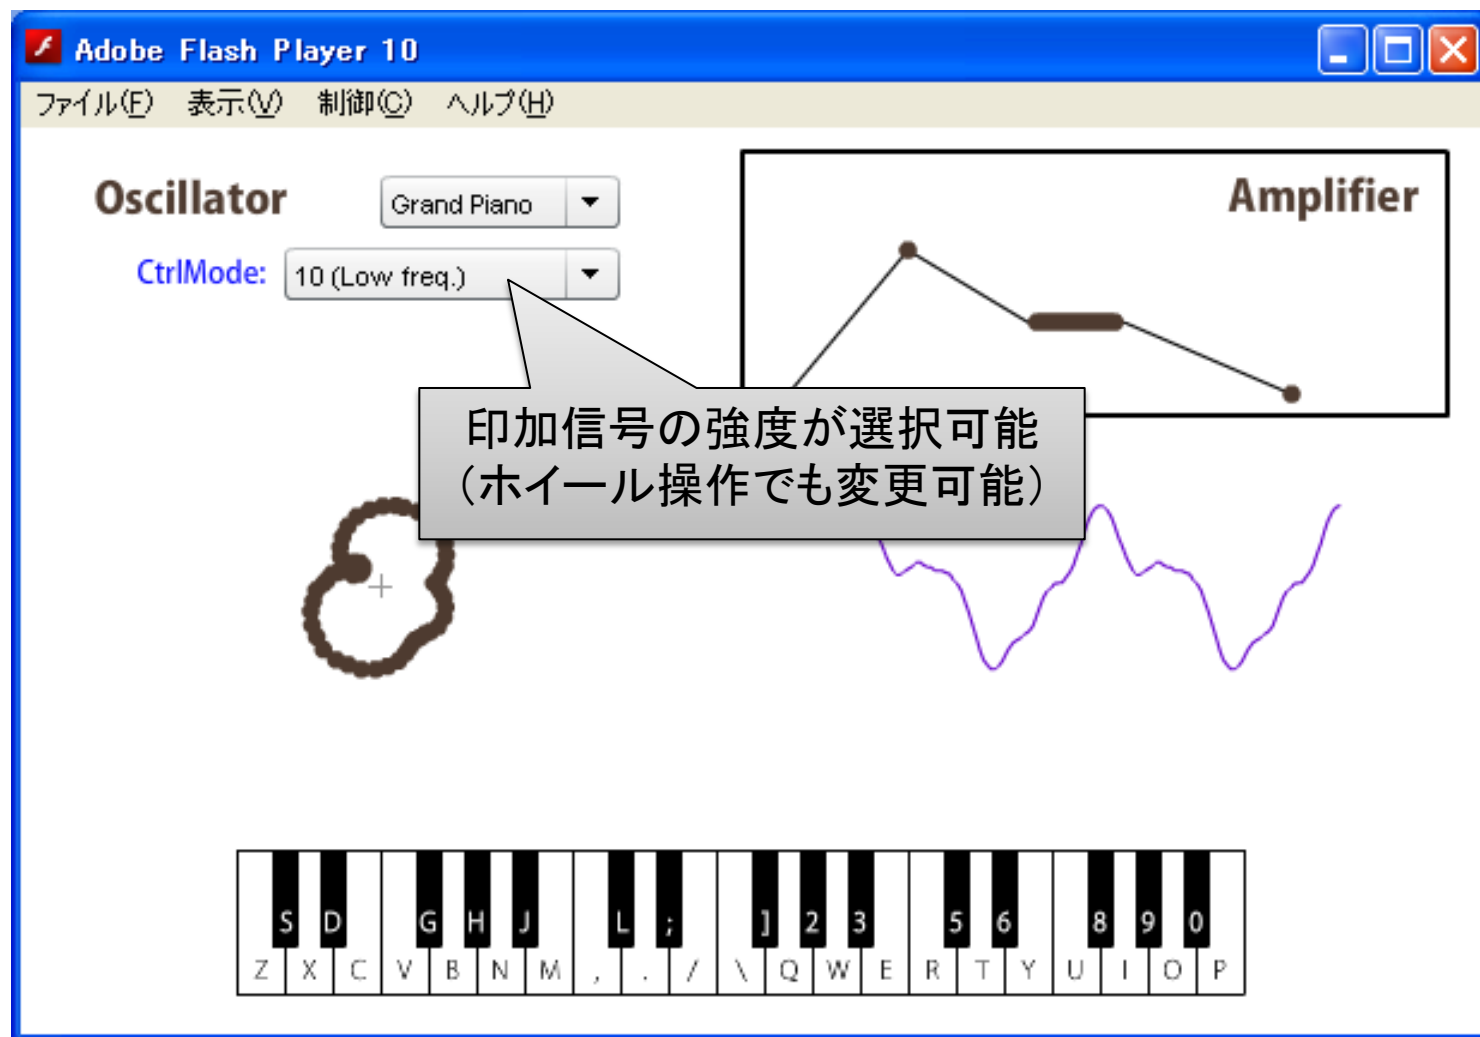 Adobe Flash Player 10
ファイル(F) 表示(V) 制御(C) ヘルプ(H)
Oscillator
Grand Piano
Amplifier
CtrlMode:
10 (Low freq.)
印加信号の強度が選択可能
（ホイール操作でも変更可能）
S D G H J L ; ] 2 3 5 6 8 9 0
Z X C V B N M , . / \ Q W E R T Y U I O P